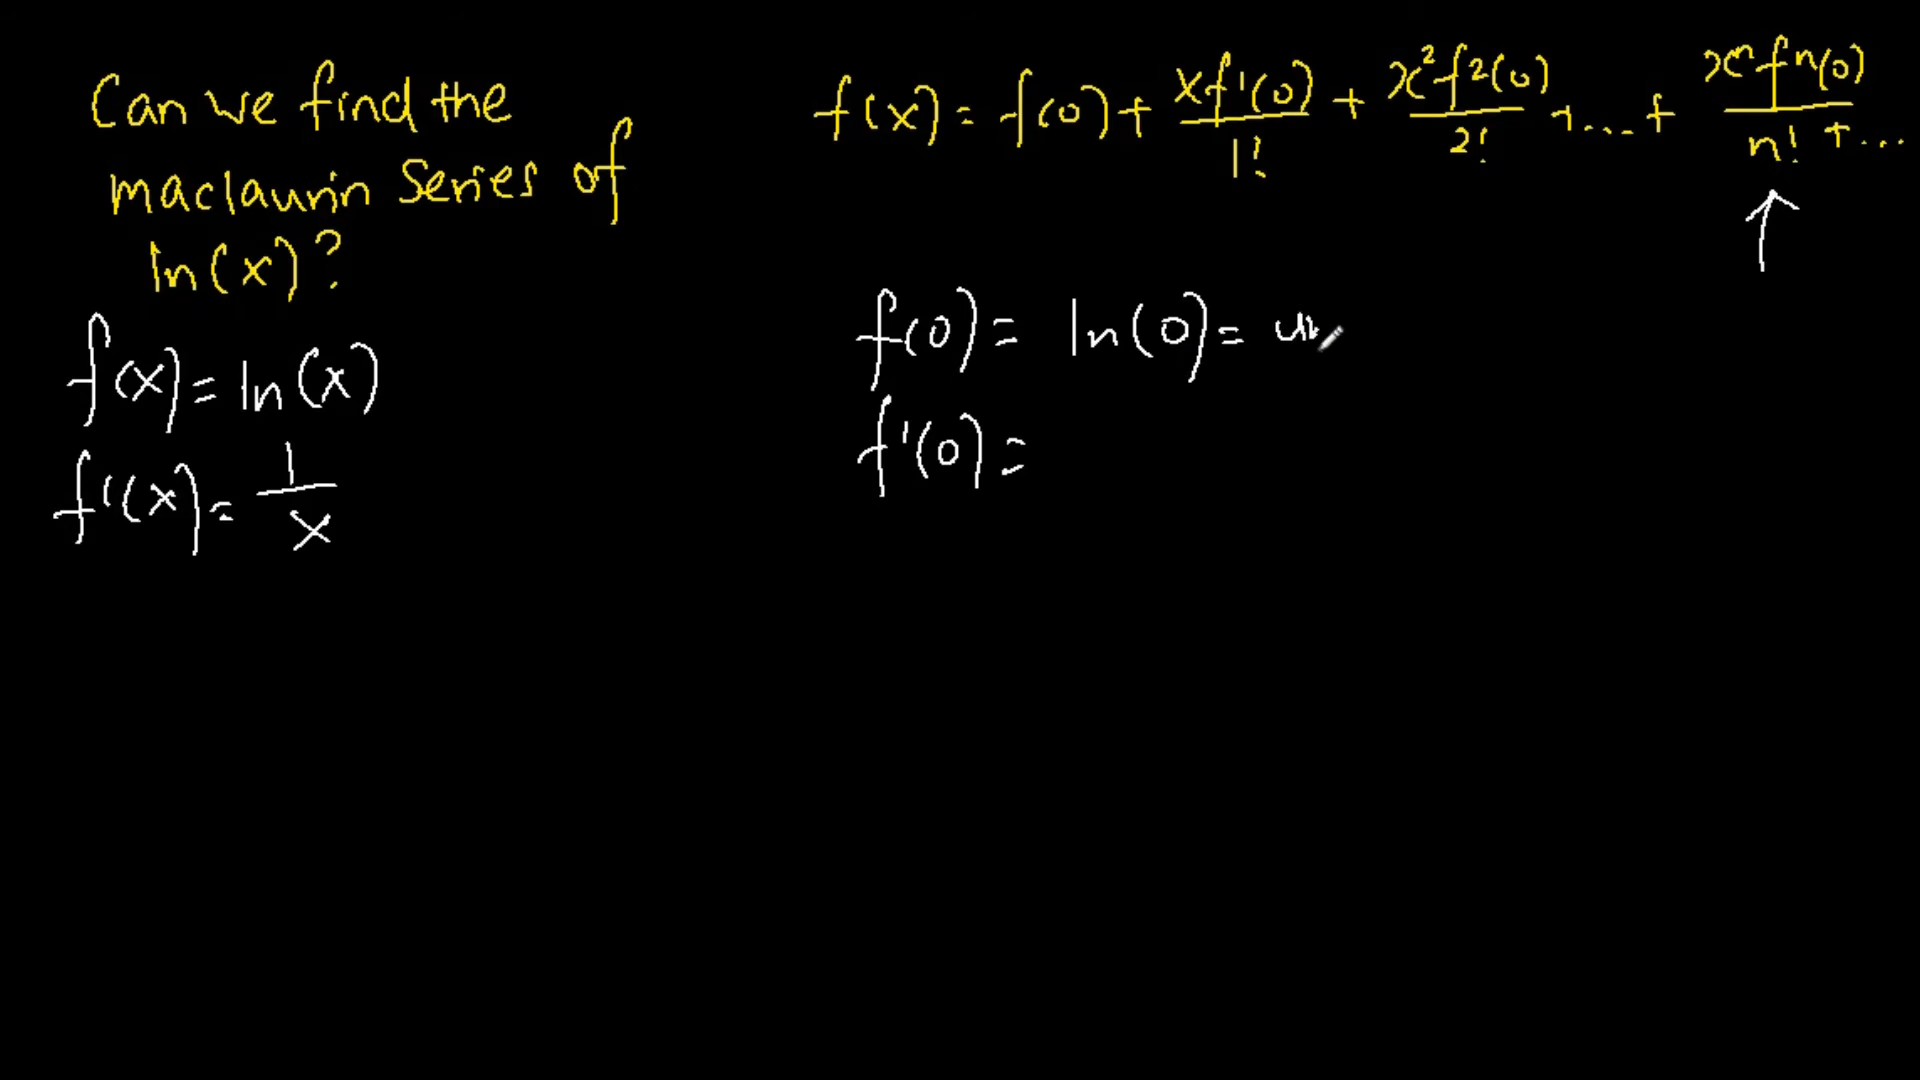 Can we find the
maclaurin series of
ln(x)?
f(x) = f(0) + xf'(0)/1! + x²f²(0)/2! + ... + xⁿfⁿ(0)/n! + ...
f(x) = ln(x)
f'(x) = 1/x
f(0) = ln(0) = un
f'(0) =